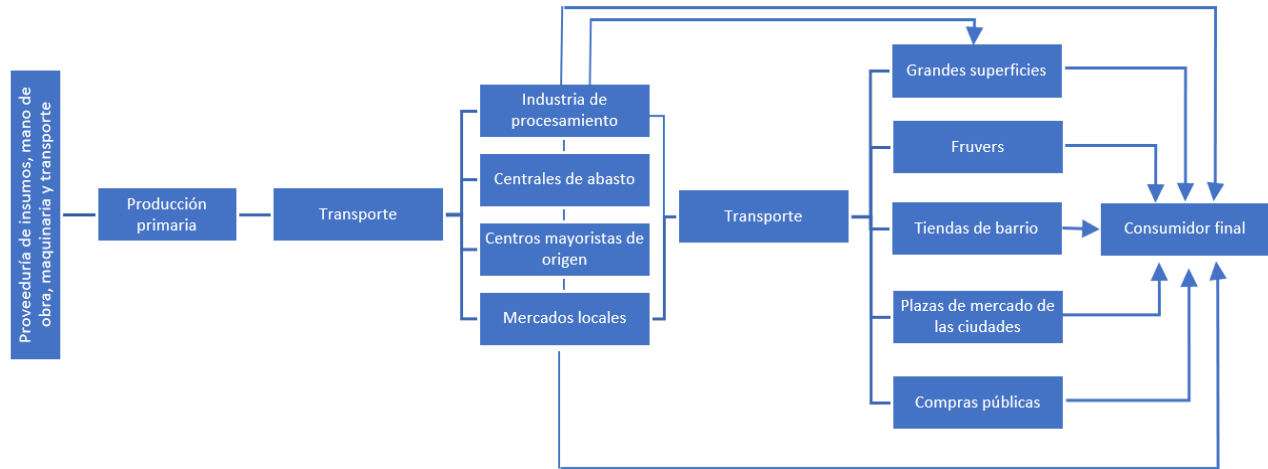 Proveeduría de insumos, mano de
obra, maquinaria y transporte
Producción
primaria
Transporte
Industria de
procesamiento
Centrales de abasto
Centros mayoristas de
origen
Mercados locales
Transporte
Grandes superficies
Fruvers
Tiendas de barrio
Plazas de mercado de
las ciudades
Compras públicas
Consumidor final